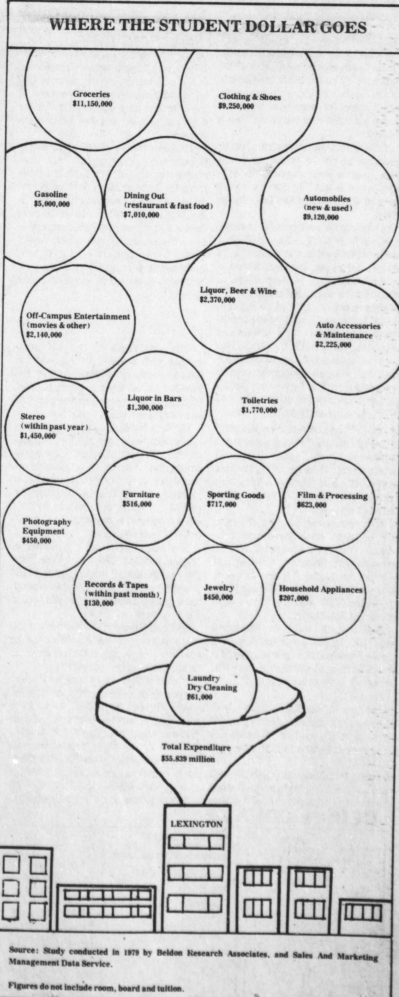 WHERE THE STUDENT DOLLAR GOES
Groceries
$11,150,000
Clothing & Shoes
$9,250,000
Gasoline
$5,000,000
Dining Out
(restaurant & fast food)
$7,010,000
Automobiles
(new & used)
$9,120,000
Liquor, Beer & Wine
$2,370,000
Off-Campus Entertainment
(movies & other)
$2,140,000
Auto Accessories
& Maintenance
$2,225,000
Liquor in Bars
$1,300,000
Toiletries
$1,770,000
Stereo
(within past year)
$1,450,000
Furniture
$516,000
Sporting Goods
$717,000
Film & Processing
$623,000
Photography
Equipment
$450,000
Records & Tapes
(within past month)
$130,000
Jewelry
$450,000
Household Appliances
$207,000
Laundry
Dry Cleaning
$61,000
Total Expenditure
$55.839 million
LEXINGTON
Source: Study conducted in 1979 by Beldon Research Associates, and Sales And Marketing
Management Data Service.
Figures do not include room, board and tuition.